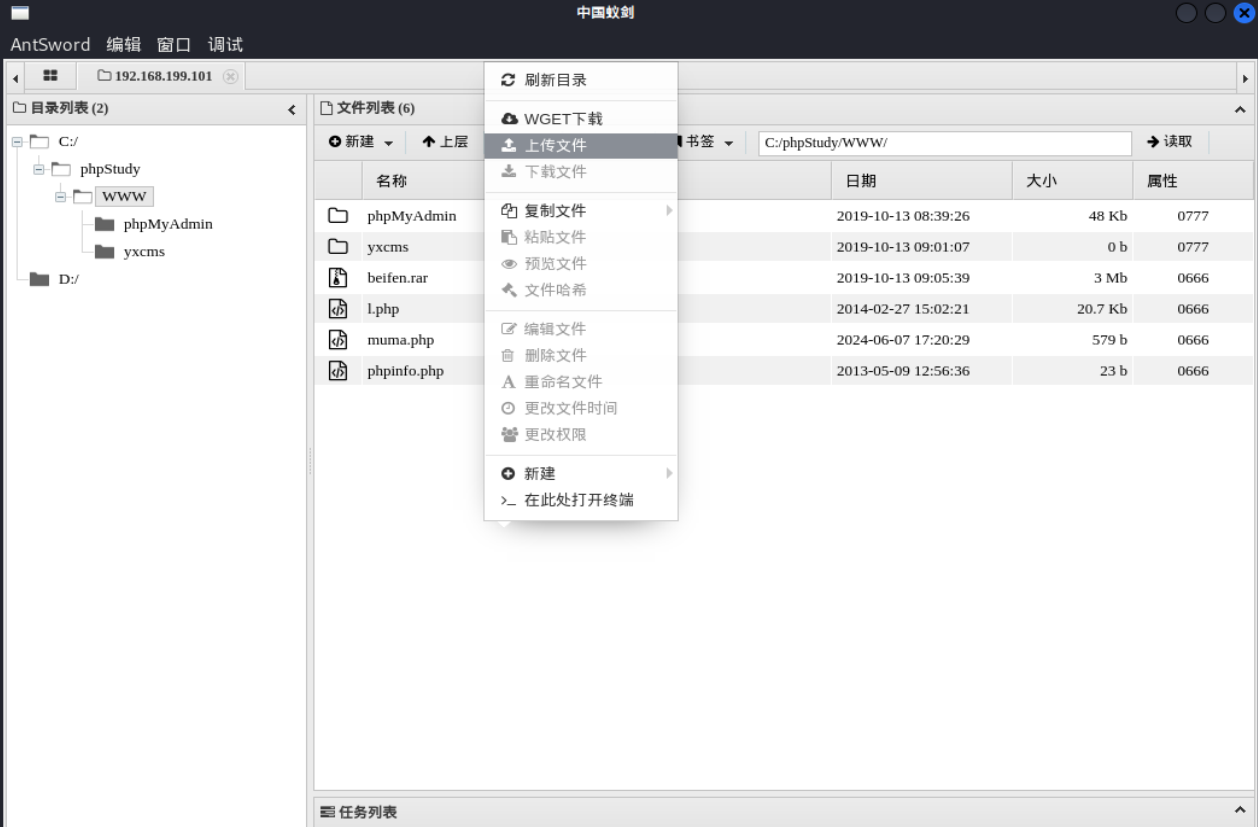 中国蚁剑
AntSword 编辑 窗口 调试
192.168.199.101
目录列表 (2)
C:/
phpStudy
WWW
phpMyAdmin
yxcms
D:/
文件列表 (6)
新建 上层 书签 C:/phpStudy/WWW/ 读取
名称 日期 大小 属性
phpMyAdmin 2019-10-13 08:39:26 48 Kb 0777
yxcms 2019-10-13 09:01:07 0 b 0777
beifen.rar 2019-10-13 09:05:39 3 Mb 0666
l.php 2014-02-27 15:02:21 20.7 Kb 0666
muma.php 2024-06-07 17:20:29 579 b 0666
phpinfo.php 2013-05-09 12:56:36 23 b 0666
刷新目录
WGET下载
上传文件
下载文件
复制文件
粘贴文件
预览文件
文件哈希
编辑文件
删除文件
重命名文件
更改文件时间
更改权限
新建
在此处打开终端
任务列表